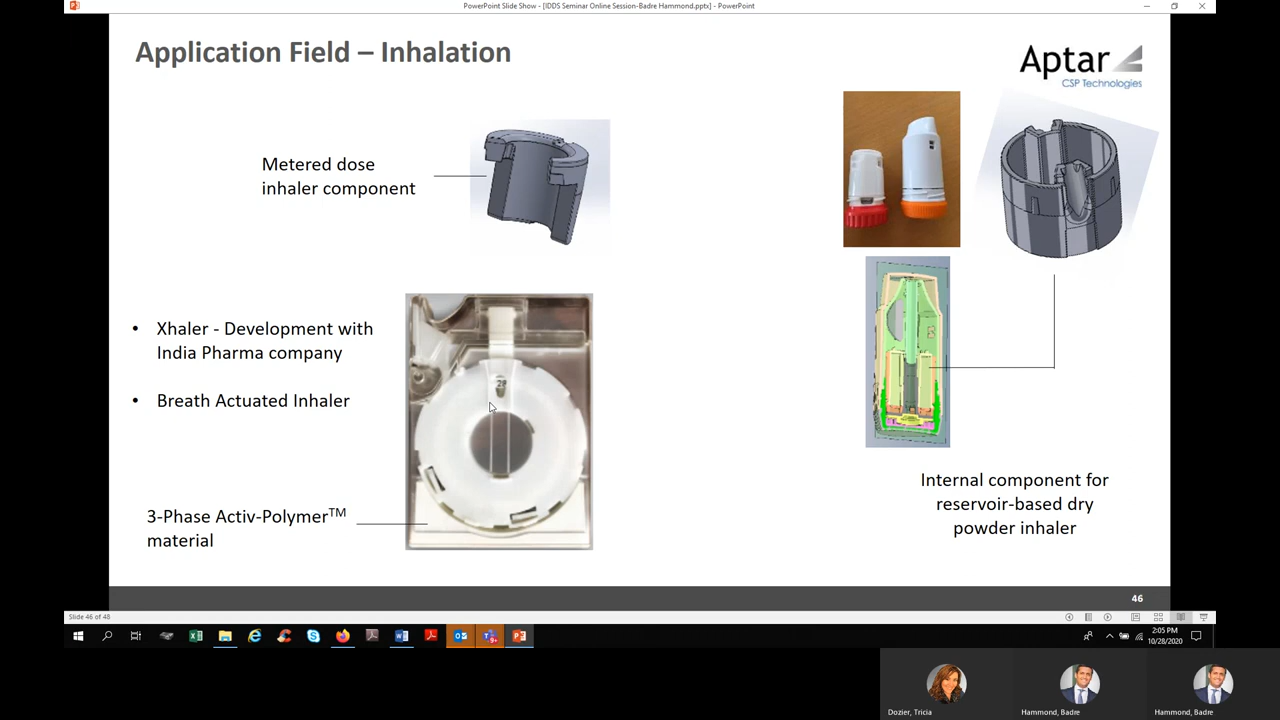 PowerPoint Slide Show - [IDDS Seminar Online Session-Badre Hammond.pptx] - PowerPoint
Application Field – Inhalation
Aptar
CSP Technologies
Metered dose
inhaler component
• Xhaler - Development with
India Pharma company
• Breath Actuated Inhaler
3-Phase Activ-Polymer™
material
Internal component for
reservoir-based dry
powder inhaler
46
Slide 46 of 48
2:05 PM
10/28/2020
Dozier, Tricia
Hammond, Badre
Hammond, Badre